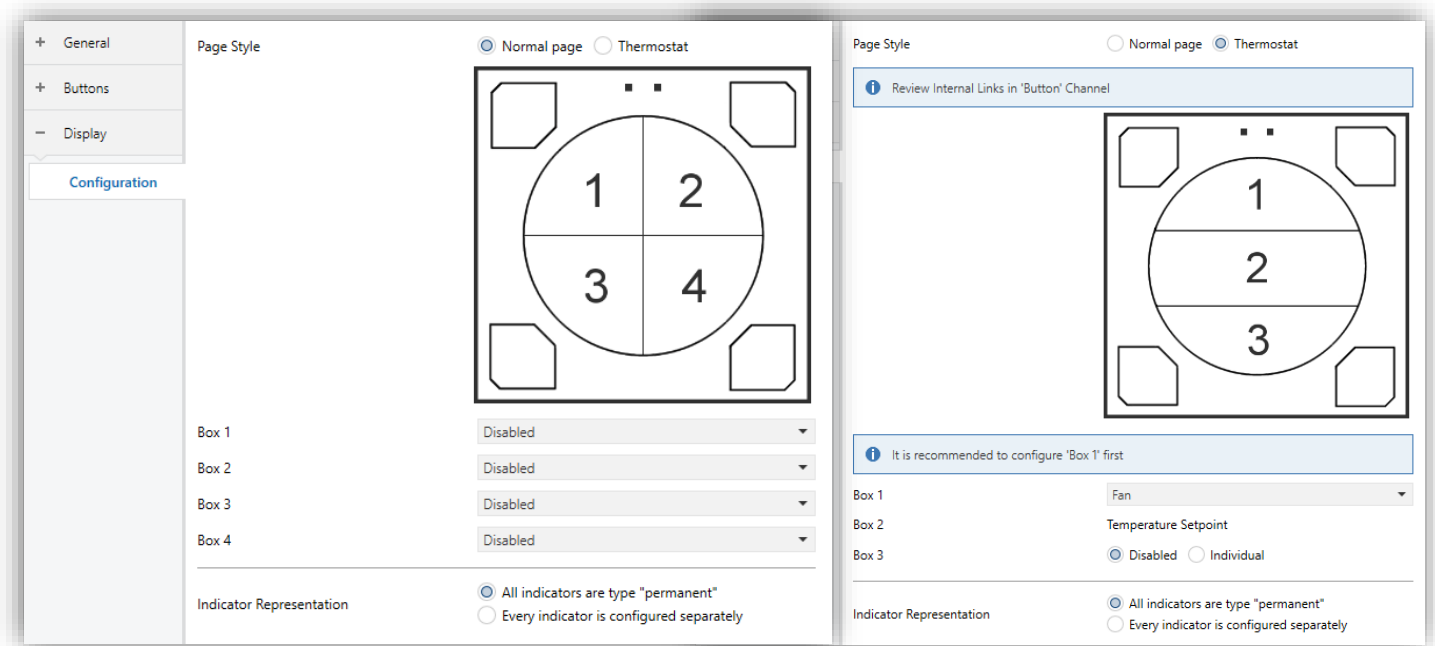 + General
+ Buttons
− Display
Configuration
Page Style
Normal page Thermostat
1 2
3 4
Box 1 Disabled
Box 2 Disabled
Box 3 Disabled
Box 4 Disabled
Indicator Representation
All indicators are type "permanent"
Every indicator is configured separately
Page Style
Normal page Thermostat
Review Internal Links in 'Button' Channel
1
2
3
It is recommended to configure 'Box 1' first
Box 1 Fan
Box 2 Temperature Setpoint
Box 3 Disabled Individual
Indicator Representation
All indicators are type "permanent"
Every indicator is configured separately